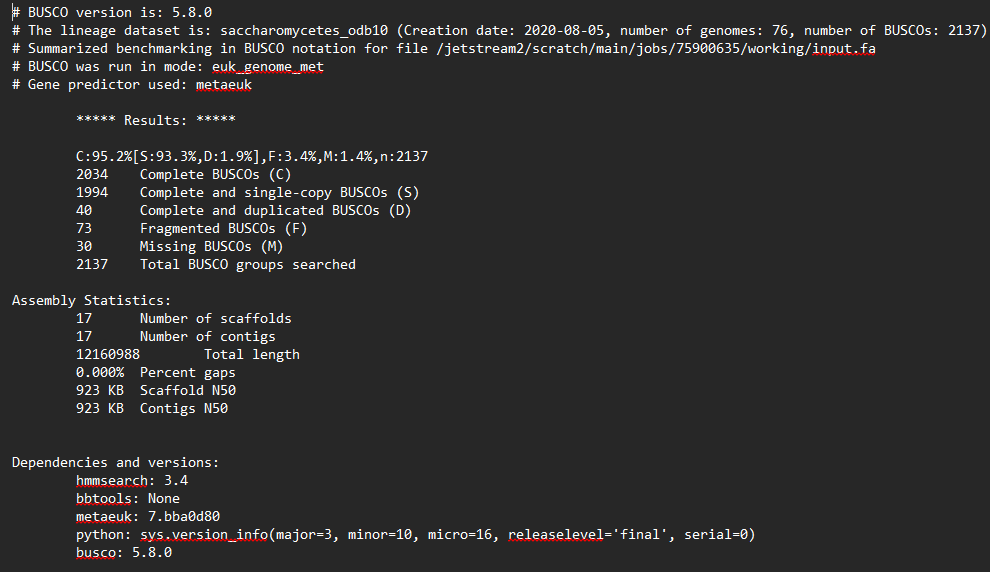 # BUSCO version is: 5.8.0
# The lineage dataset is: saccharomycetes_odb10 (Creation date: 2020-08-05, number of genomes: 76, number of BUSCOs: 2137)
# Summarized benchmarking in BUSCO notation for file /jetstream2/scratch/main/jobs/75900635/working/input.fa
# BUSCO was run in mode: euk_genome_met
# Gene predictor used: metaeuk
***** Results: *****
C:95.2%[S:93.3%,D:1.9%],F:3.4%,M:1.4%,n:2137
2034 Complete BUSCOs (C)
1994 Complete and single-copy BUSCOs (S)
40 Complete and duplicated BUSCOs (D)
73 Fragmented BUSCOs (F)
30 Missing BUSCOs (M)
2137 Total BUSCO groups searched
Assembly Statistics:
17 Number of scaffolds
17 Number of contigs
12160988 Total length
0.000% Percent gaps
923 KB Scaffold N50
923 KB Contigs N50
Dependencies and versions:
hmmsearch: 3.4
bbtools: None
metaeuk: 7.bba0d80
python: sys.version_info(major=3, minor=10, micro=16, releaselevel='final', serial=0)
busco: 5.8.0